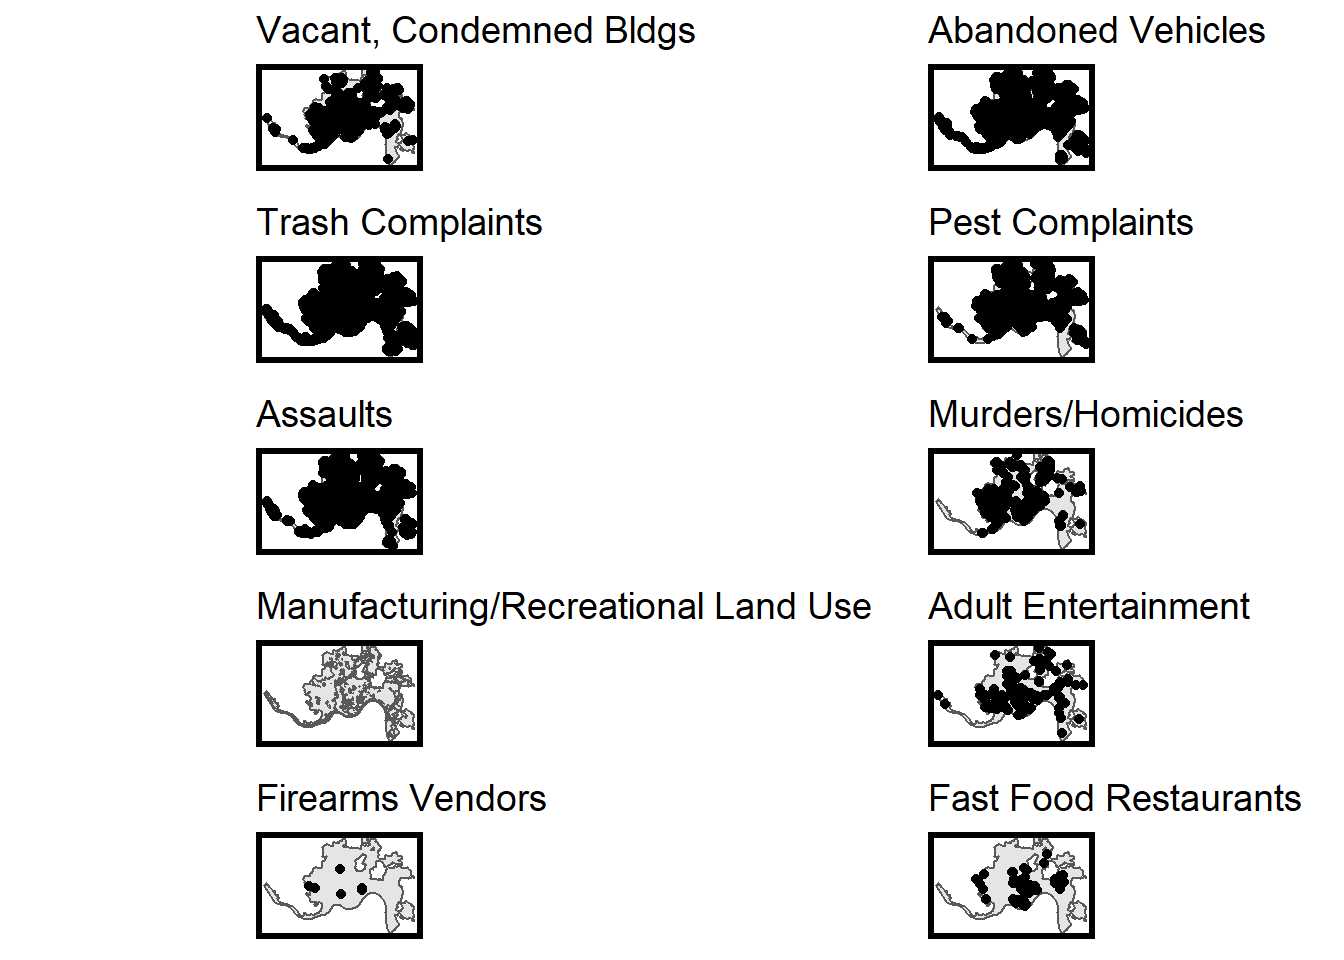 Vacant, Condemned Bldgs
Abandoned Vehicles
Trash Complaints
Pest Complaints
Assaults
Murders/Homicides
Manufacturing/Recreational Land Use
Adult Entertainment
Firearms Vendors
Fast Food Restaurants